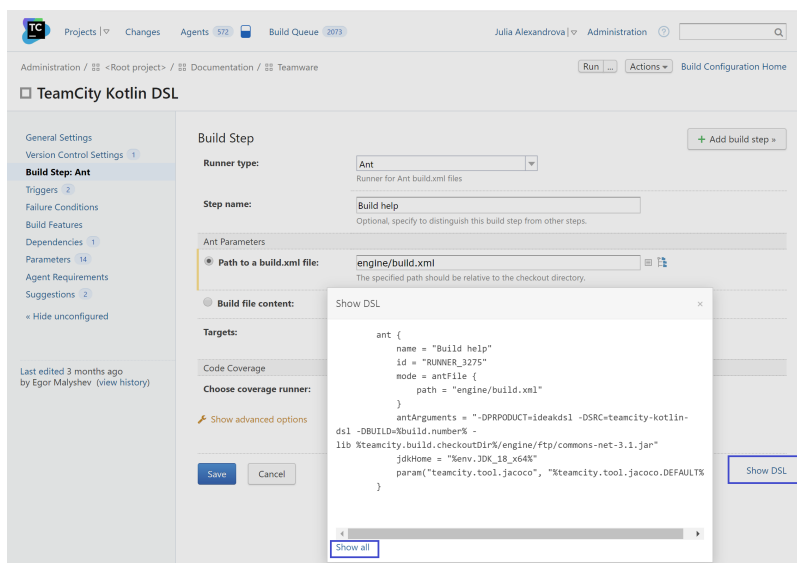 TC
Projects
Changes
Agents 572
Build Queue 2073
Julia Alexandrova
Administration
?
Administration / <Root project> / Documentation / Teamware
Run ...
Actions
Build Configuration Home
TeamCity Kotlin DSL
General Settings
Version Control Settings 1
Build Step: Ant
Triggers 2
Failure Conditions
Build Features
Dependencies 1
Parameters 14
Agent Requirements
Suggestions 2
« Hide unconfigured
Last edited 3 months ago
by Egor Malyshev (view history)
Build Step
+ Add build step »
Runner type:
Ant
Runner for Ant build.xml files
Step name:
Build help
Optional, specify to distinguish this build step from other steps.
Ant Parameters
Path to a build.xml file:
engine/build.xml
The specified path should be relative to the checkout directory.
Build file content:
Targets:
Code Coverage
Choose coverage runner:
Show advanced options
Save
Cancel
Show DSL
Show DSL
×
ant {
name = "Build help"
id = "RUNNER_3275"
mode = antFile {
path = "engine/build.xml"
}
antArguments = "-DPRPODUCT=ideakdsl -DSRC=teamcity-kotlin-
dsl -DBUILD=%build.number% -
lib %teamcity.build.checkoutDir%/engine/ftp/commons-net-3.1.jar"
jdkHome = "%env.JDK_18_x64%"
param("teamcity.tool.jacoco", "%teamcity.tool.jacoco.DEFAULT%
}
Show all